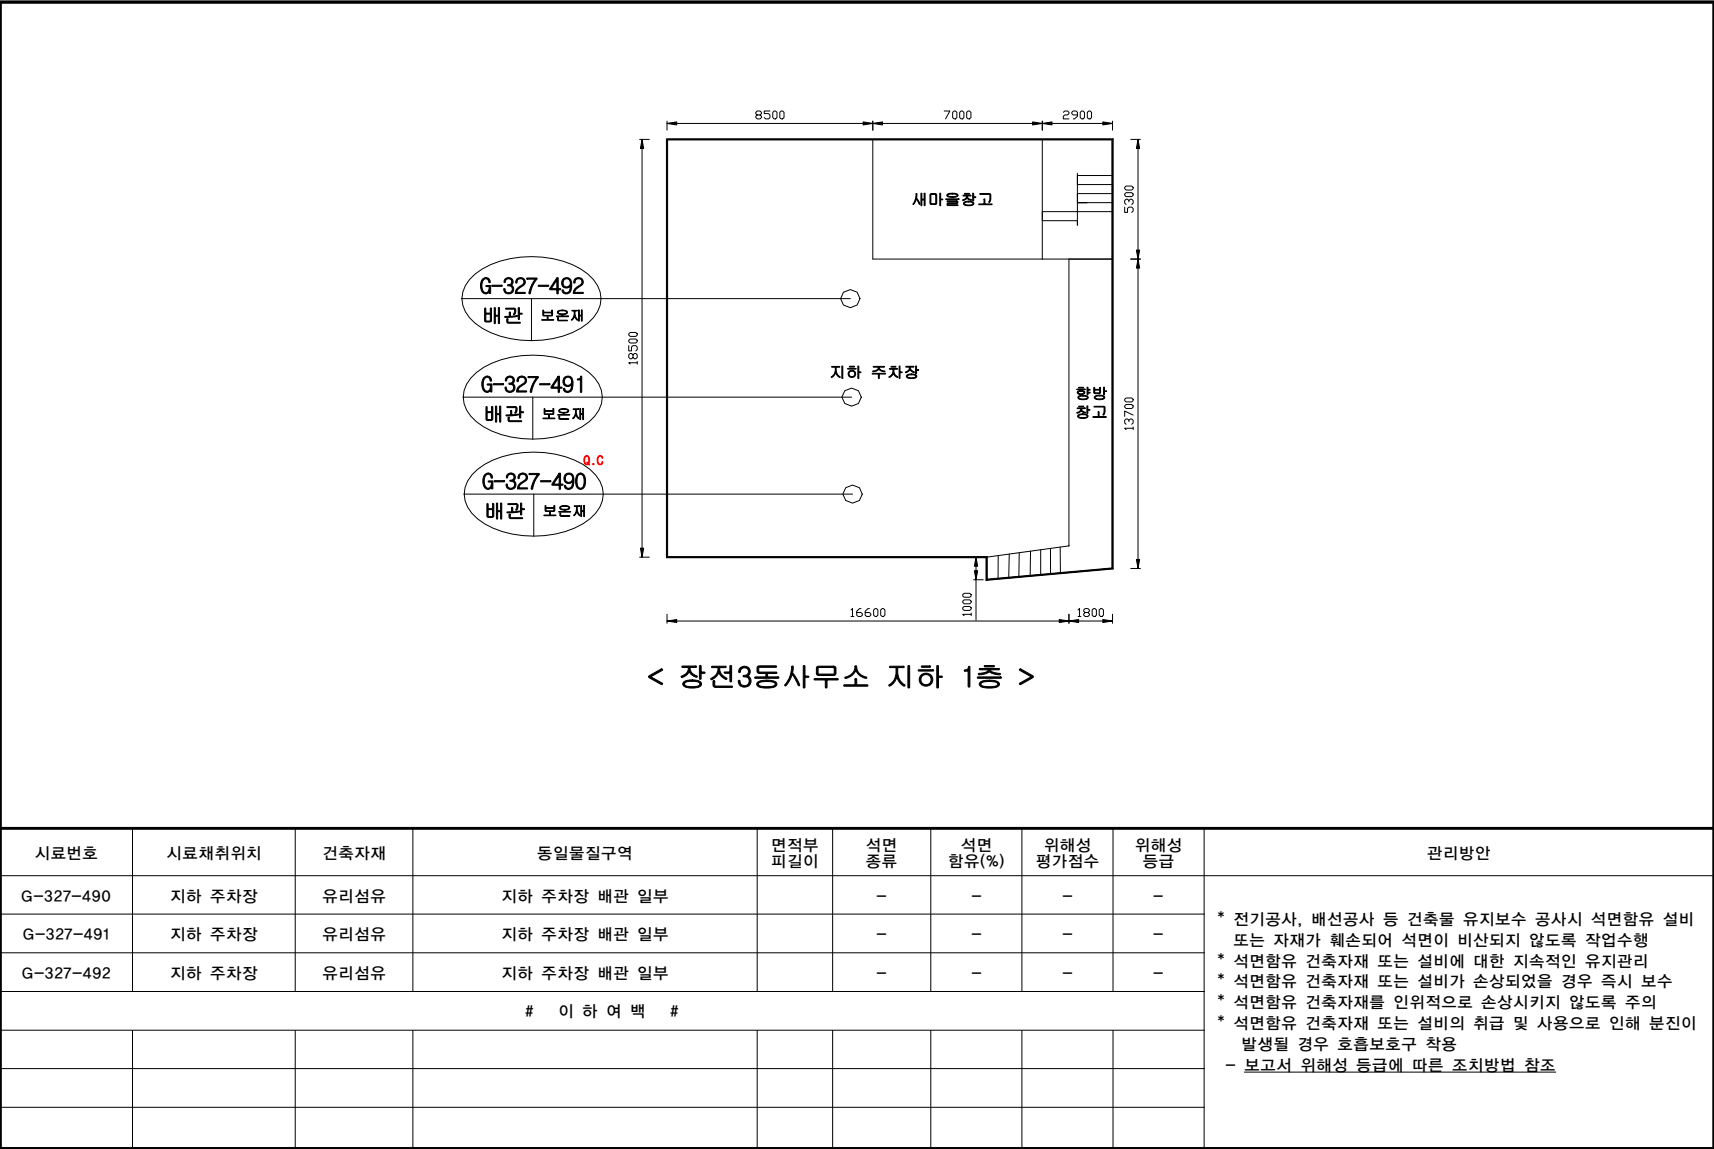 8500 7000 2900
새마을창고
5300
G-327-492
배관 보온재
18500
지하 주차장
G-327-491
배관 보온재
향방
창고
13700
Q.C
G-327-490
배관 보온재
1000
16600 1800
< 장전3동사무소 지하 1층 >
시료번호 시료채취위치 건축자재 동일물질구역 면적부피길이 석면종류 석면함유(%) 위해성평가점수 위해성등급 관리방안
G-327-490 지하 주차장 유리섬유 지하 주차장 배관 일부 - - - -
G-327-491 지하 주차장 유리섬유 지하 주차장 배관 일부 - - - -
G-327-492 지하 주차장 유리섬유 지하 주차장 배관 일부 - - - -
# 이 하 여 백 #
* 전기공사, 배선공사 등 건축물 유지보수 공사시 석면함유 설비
또는 자재가 훼손되어 석면이 비산되지 않도록 작업수행
* 석면함유 건축자재 또는 설비에 대한 지속적인 유지관리
* 석면함유 건축자재 또는 설비가 손상되었을 경우 즉시 보수
* 석면함유 건축자재를 인위적으로 손상시키지 않도록 주의
* 석면함유 건축자재 또는 설비의 취급 및 사용으로 인해 분진이
발생될 경우 호흡보호구 착용
- 보고서 위해성 등급에 따른 조치방법 참조